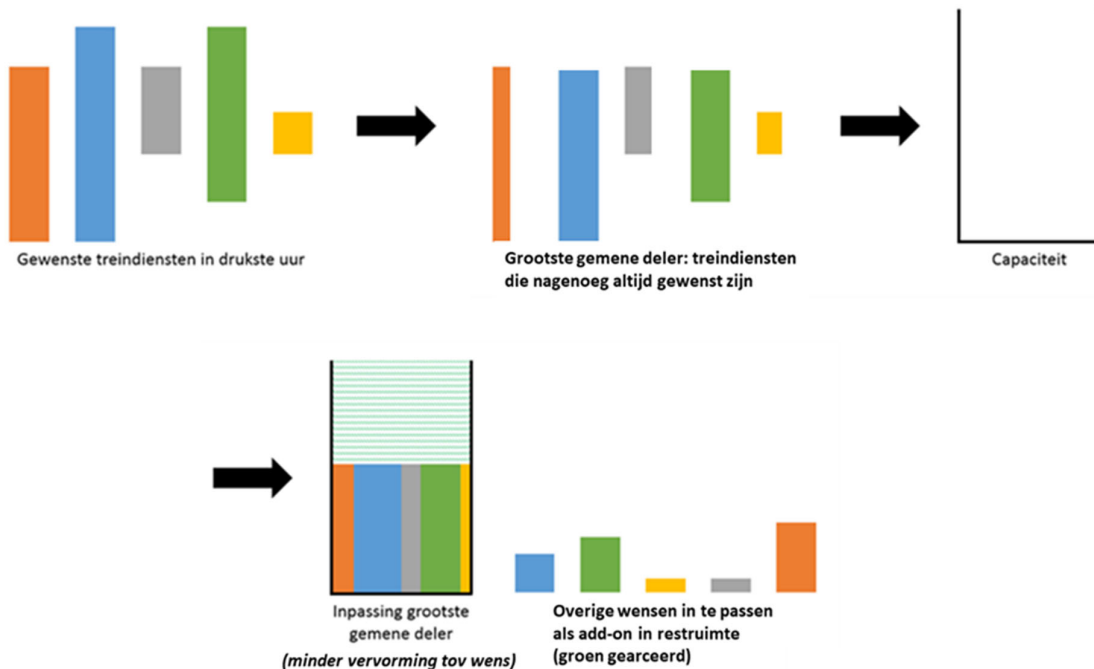 Gewenste treindiensten in drukste uur
Grootste gemene deler: treindiensten
die nagenoeg altijd gewenst zijn
Capaciteit
Inpassing grootste
gemene deler
(minder vervorming tov wens)
Overige wensen in te passen
als add-on in restruimte
(groen gearceerd)